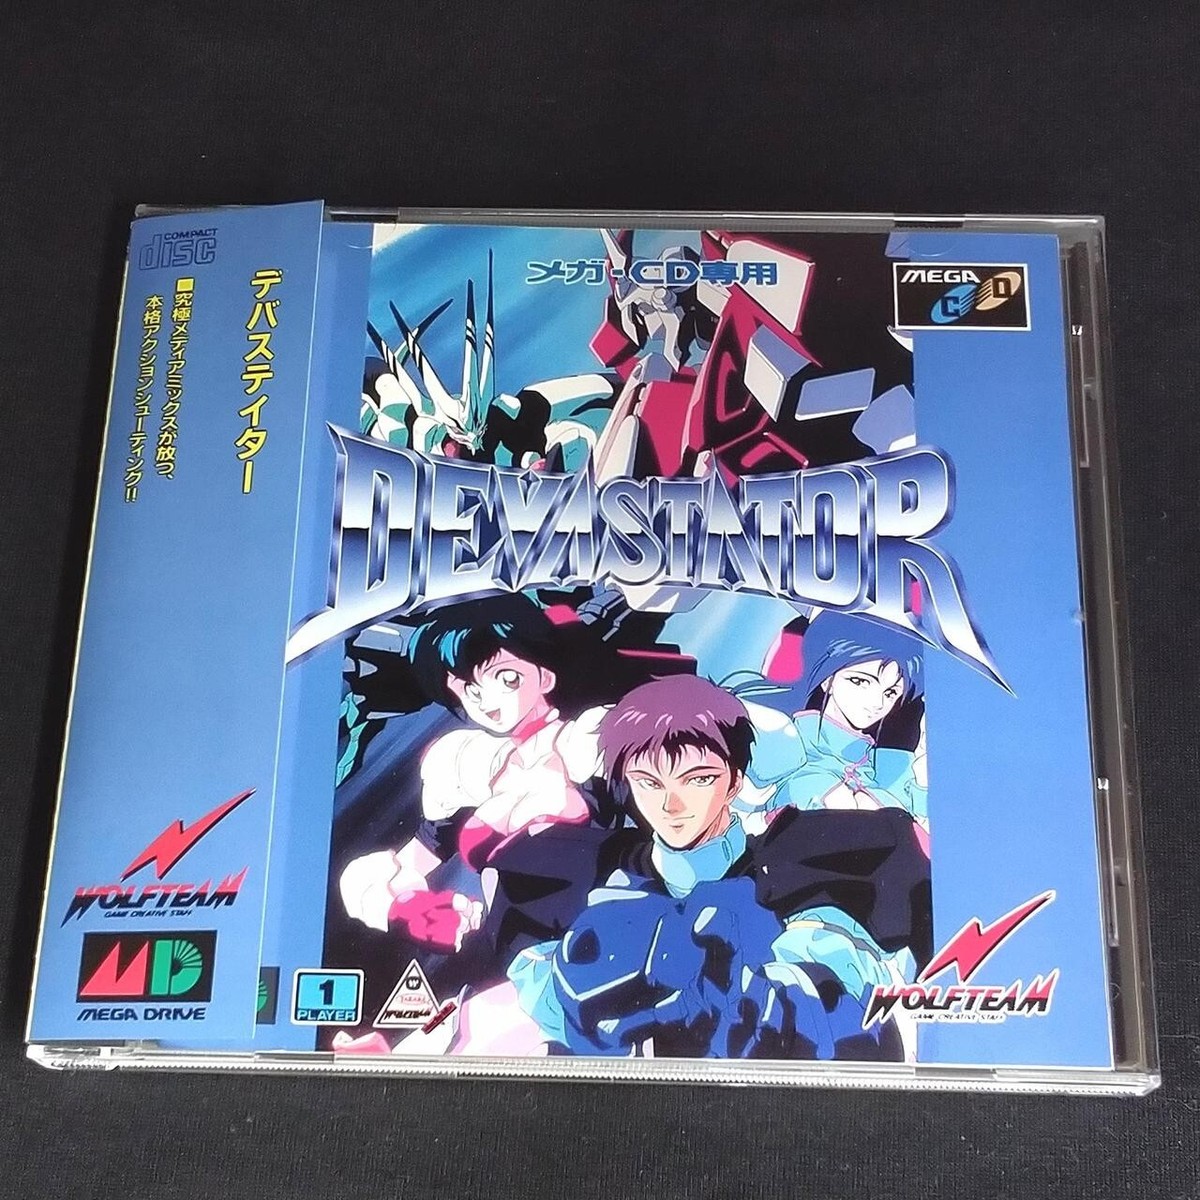 COMPACT
disc
デバステイター
■究極メディアミックスが放つ、
本格アクションシューティング!!
WOLFTEAM
GAME CREATIVE STAFF
MD
MEGA DRIVE
メガ-CD専用
MEGA
CD
DEVASTATOR
1
PLAYER
WOLFTEAM
WOLFTEAM
GAME CREATIVE STAFF